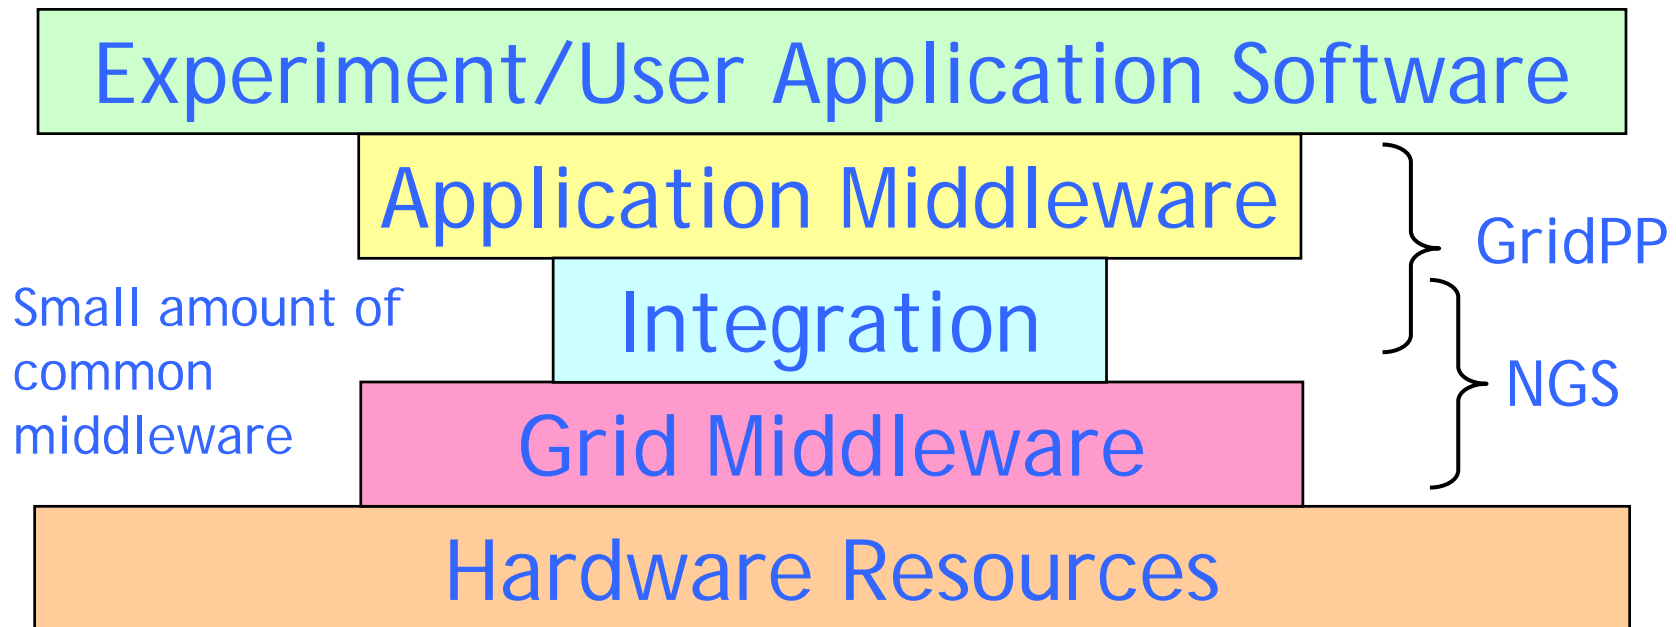 Experiment/User Application Software
Application Middleware
GridPP
Small amount of
common
middleware
Integration
NGS
Grid Middleware
Hardware Resources